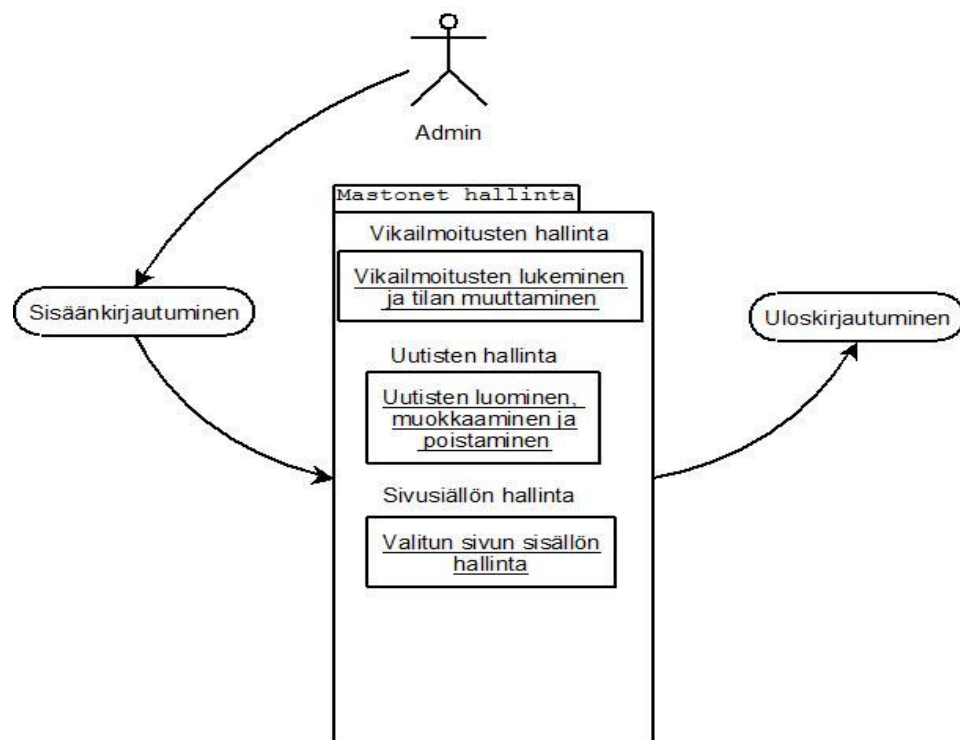 Admin
Mastonet hallinta
Vikailmoitusten hallinta
Vikailmoitusten lukeminen
ja tilan muuttaminen
Sisäänkirjautuminen
Uloskirjautuminen
Uutisten hallinta
Uutisten luominen,
muokkaaminen ja
poistaminen
Sivusiällön hallinta
Valitun sivun sisällön
hallinta